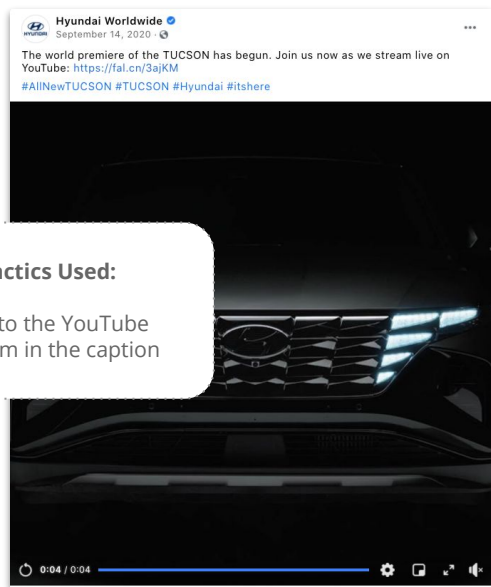 Hyundai Worldwide
HYUNDAI
September 14, 2020 ·
The world premiere of the TUCSON has begun. Join us now as we stream live on
YouTube: https://fal.cn/3ajKM
#AllNewTUCSON #TUCSON #Hyundai #itshere
actics Used:
to the YouTube
m in the caption
0:04 / 0:04